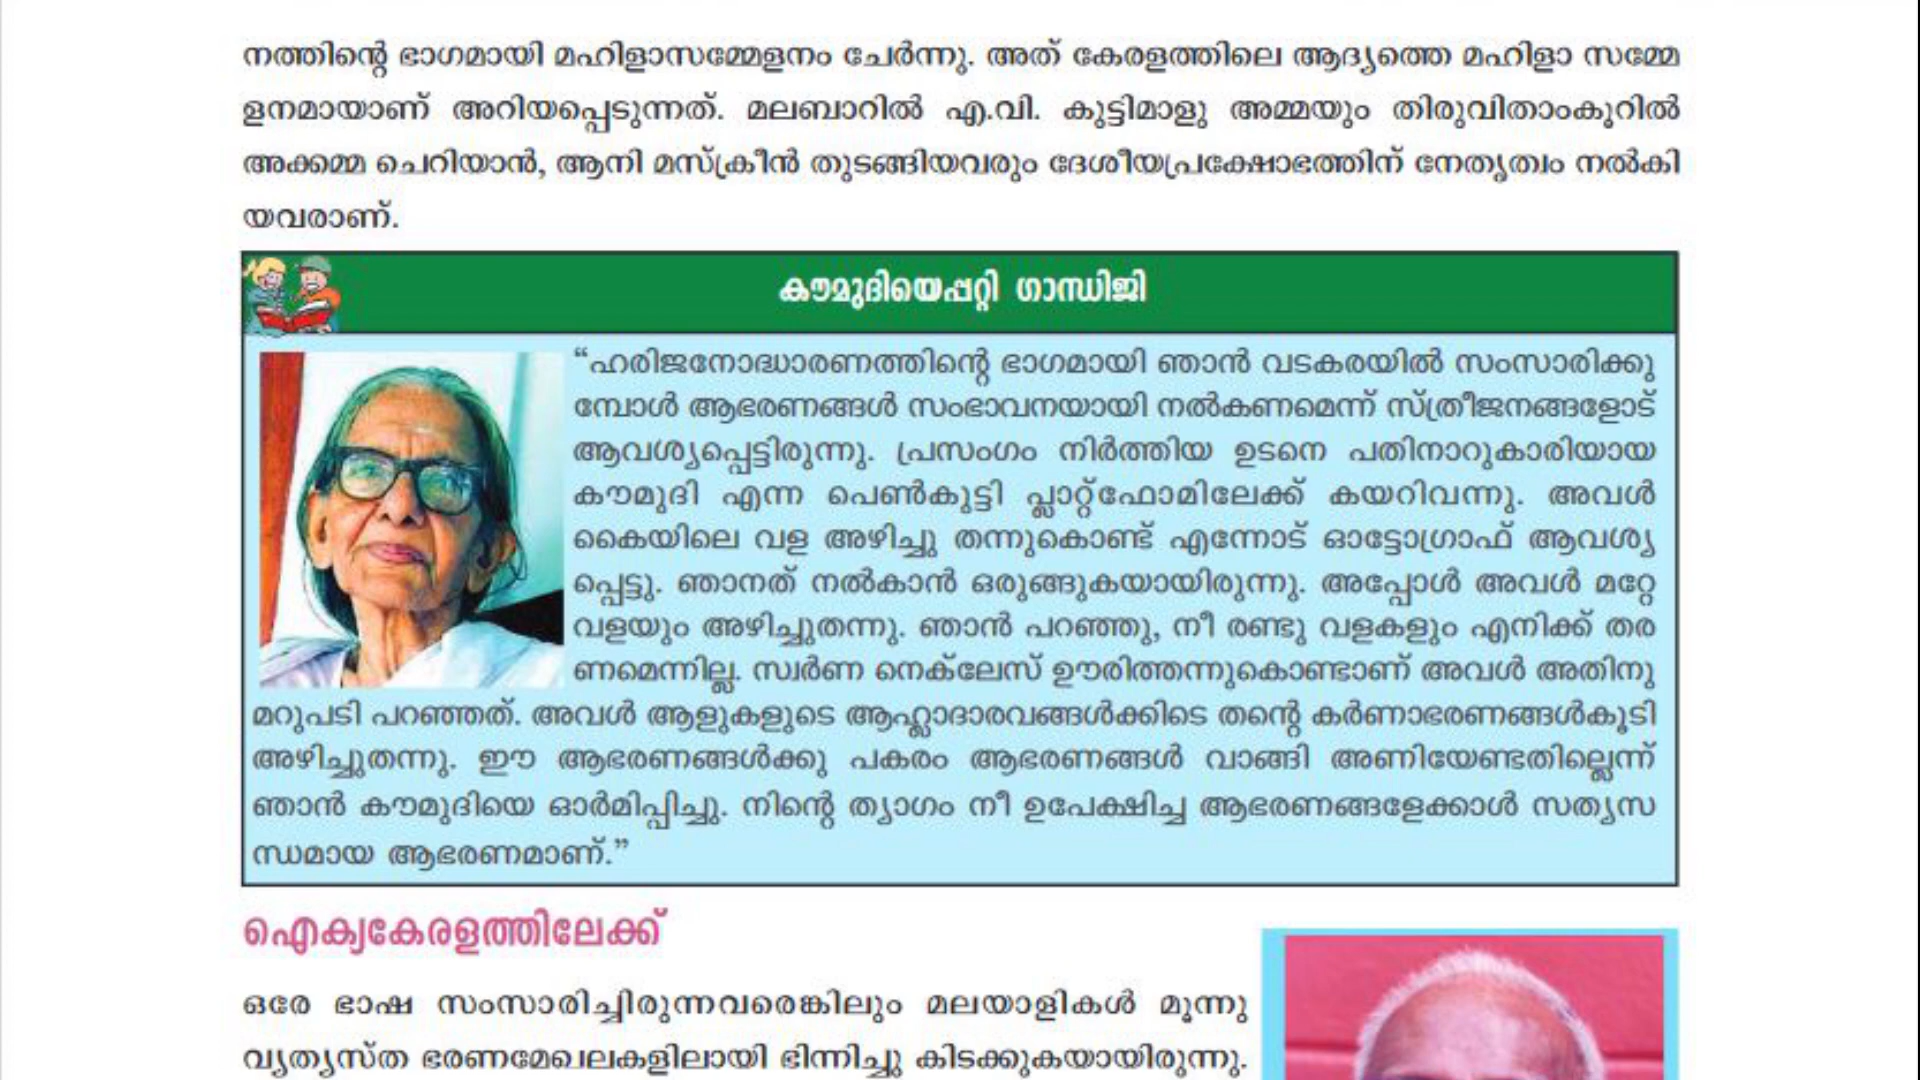 നത്തിന്റെ ഭാഗമായി മഹിളാസമ്മേളനം ചേർന്നു. അത് കേരളത്തിലെ ആദ്യത്തെ മഹിളാ സമ്മേ
ളനമായാണ് അറിയപ്പെടുന്നത്. മലബാറിൽ എ.വി. കുട്ടിമാളു അമ്മയും തിരുവിതാംകൂറിൽ
അക്കമ്മ ചെറിയാൻ, ആനി മസ്ക്രീൻ തുടങ്ങിയവരും ദേശീയപ്രക്ഷോഭത്തിന് നേതൃത്വം നൽകി
യവരാണ്.
കൗമുദിയെപ്പറ്റി ഗാന്ധിജി
“ഹരിജനോദ്ധാരണത്തിന്റെ ഭാഗമായി ഞാൻ വടകരയിൽ സംസാരിക്കു
മ്പോൾ ആഭരണങ്ങൾ സംഭാവനയായി നൽകണമെന്ന് സ്ത്രീജനങ്ങളോട്
ആവശ്യപ്പെട്ടിരുന്നു. പ്രസംഗം നിർത്തിയ ഉടനെ പതിനാറുകാരിയായ
കൗമുദി എന്ന പെൺകുട്ടി പ്ലാറ്റ്ഫോമിലേക്ക് കയറിവന്നു. അവൾ
കൈയിലെ വള അഴിച്ചു തന്നുകൊണ്ട് എന്നോട് ഓട്ടോഗ്രാഫ് ആവശ്യ
പ്പെട്ടു. ഞാനത് നൽകാൻ ഒരുങ്ങുകയായിരുന്നു. അപ്പോൾ അവൾ മറ്റേ
വളയും അഴിച്ചുതന്നു. ഞാൻ പറഞ്ഞു, നീ രണ്ടു വളകളും എനിക്ക് തര
ണമെന്നില്ല. സ്വർണ നെക്ലേസ് ഊരിത്തന്നുകൊണ്ടാണ് അവൾ അതിനു
മറുപടി പറഞ്ഞത്. അവൾ ആളുകളുടെ ആഹ്ലാദാരവങ്ങൾക്കിടെ തന്റെ കർണാഭരണങ്ങൾകൂടി
അഴിച്ചുതന്നു. ഈ ആഭരണങ്ങൾക്കു പകരം ആഭരണങ്ങൾ വാങ്ങി അണിയേണ്ടതില്ലെന്ന്
ഞാൻ കൗമുദിയെ ഓർമിപ്പിച്ചു. നിന്റെ ത്യാഗം നീ ഉപേക്ഷിച്ച ആഭരണങ്ങളേക്കാൾ സത്യസ
ന്ധമായ ആഭരണമാണ്.”
ഐക്യകേരളത്തിലേക്ക്
ഒരേ ഭാഷ സംസാരിച്ചിരുന്നവരെങ്കിലും മലയാളികൾ മൂന്നു
വ്യത്യസ്ത ഭരണമേഖലകളിലായി ഭിന്നിച്ചു കിടക്കുകയായിരുന്നു.